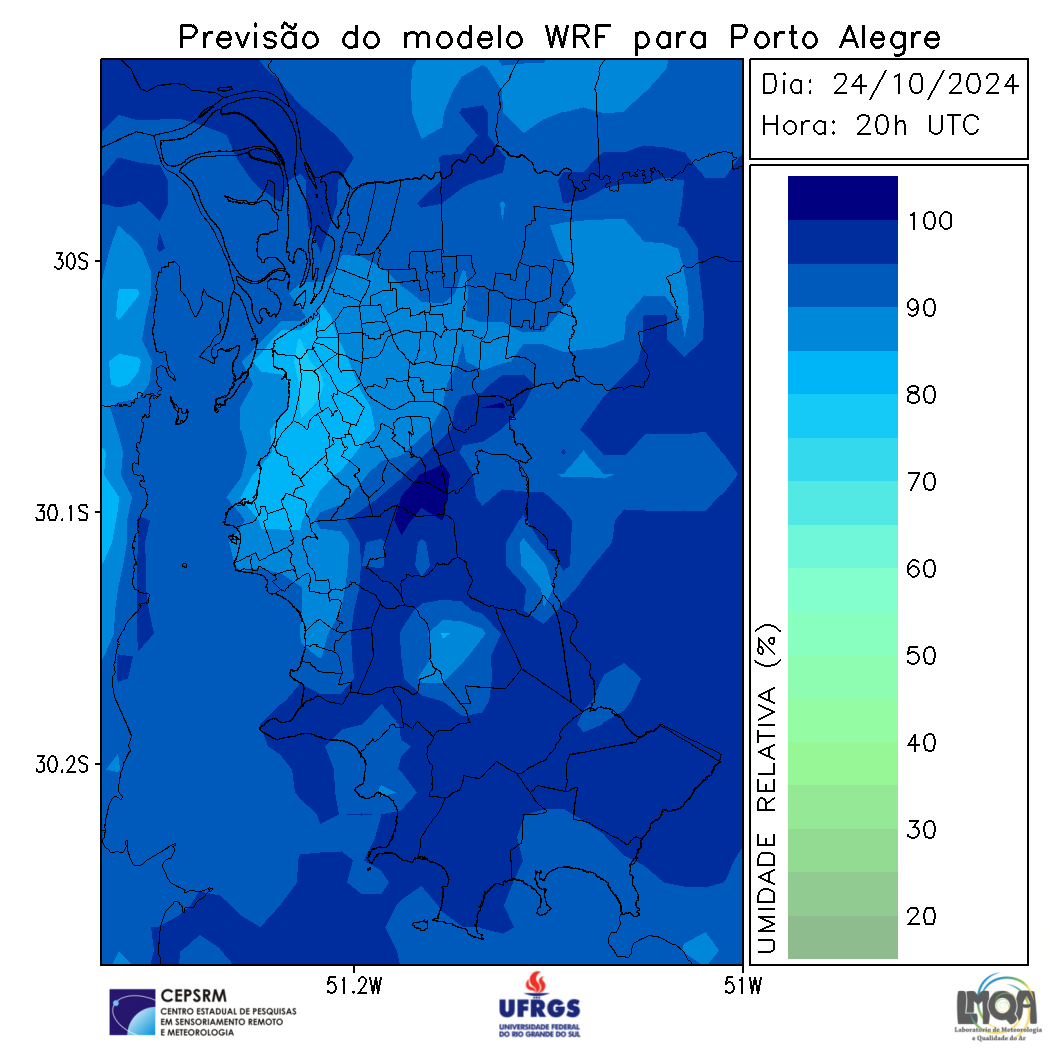 Previsão do modelo WRF para Porto Alegre
Dia: 24/10/2024
Hora: 20h UTC
30S
30.1S
30.2S
51.2W
51W
100
90
80
70
60
50
40
30
20
UMIDADE RELATIVA (%)
CEPSRM
CENTRO ESTADUAL DE PESQUISAS
EM SENSORIAMENTO REMOTO
E METEOROLOGIA
UFRGS
UNIVERSIDADE FEDERAL
DO RIO GRANDE DO SUL
LMQA
Laboratório de Meteorologia
e Qualidade do Ar